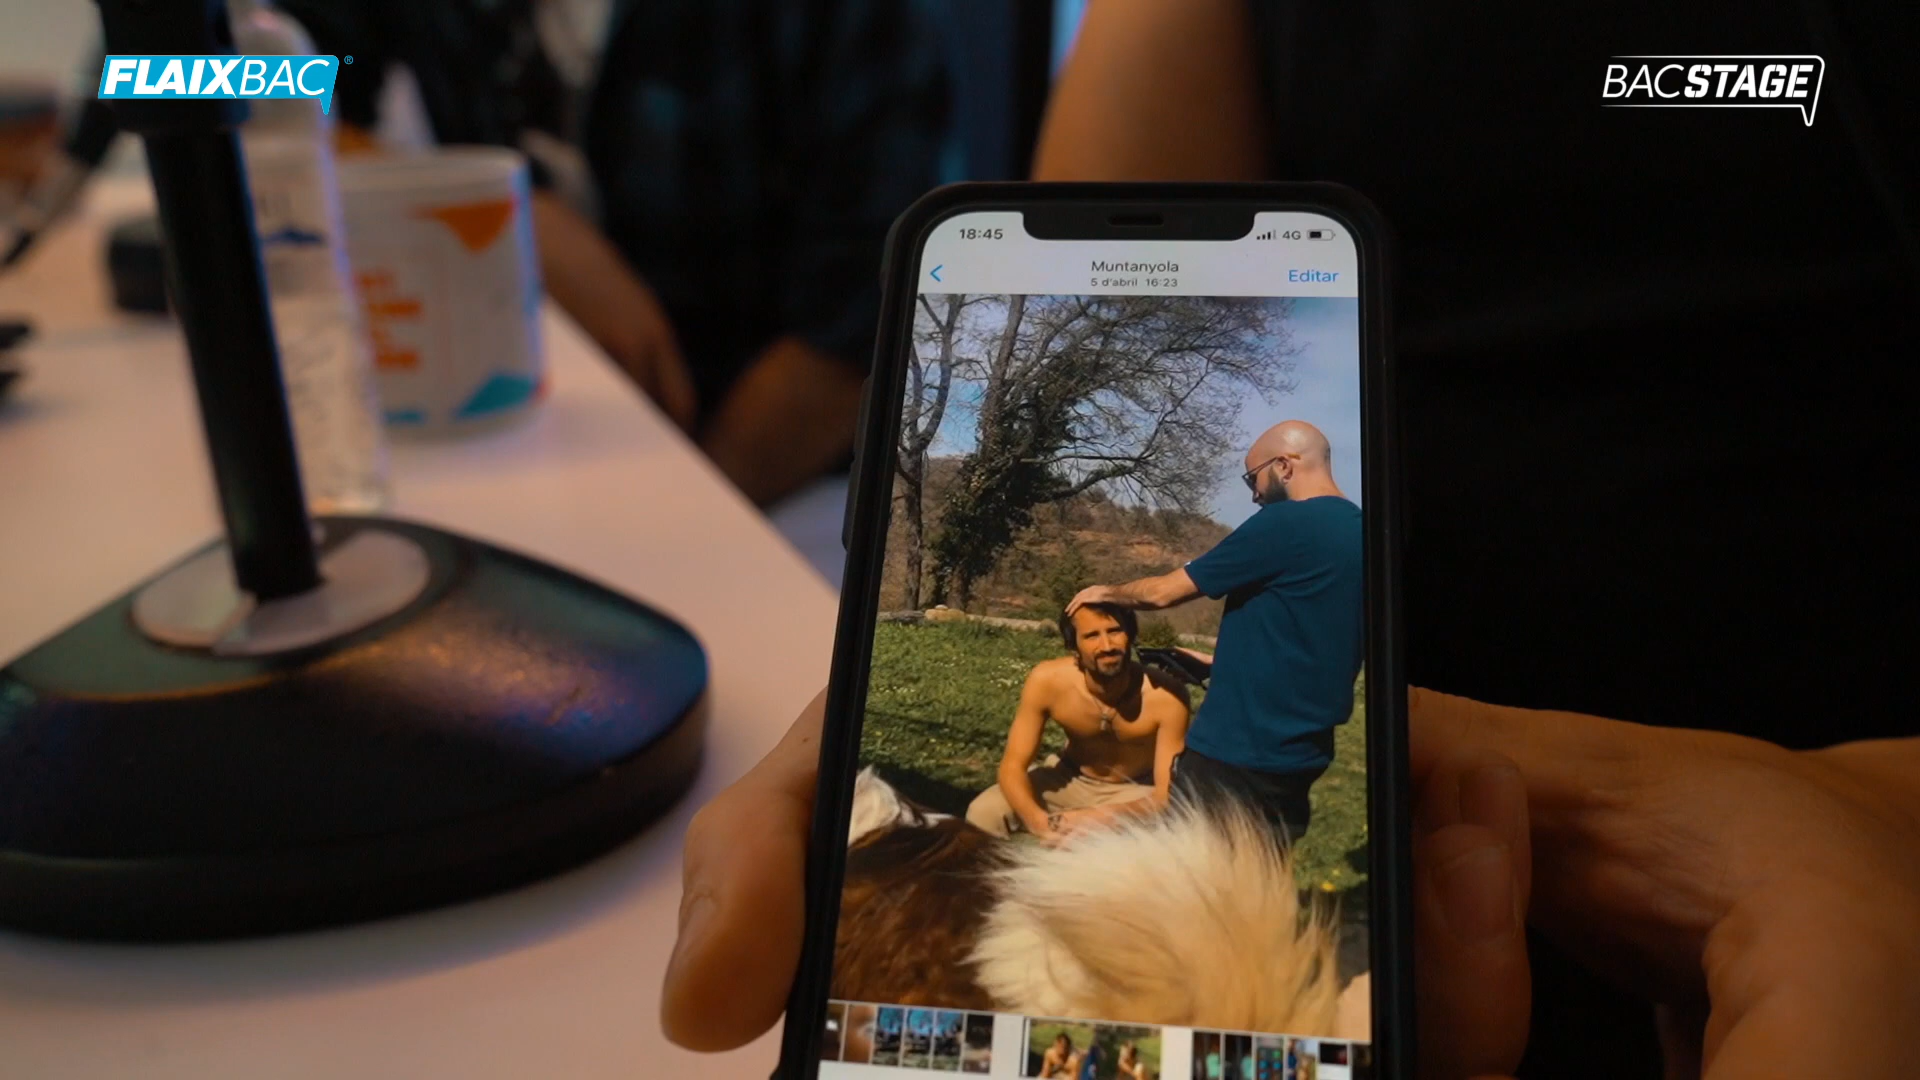 FLAIXBAC®
BACSTAGE
18:45
4G
Muntanyola
5 d'abril 16:23
Editar